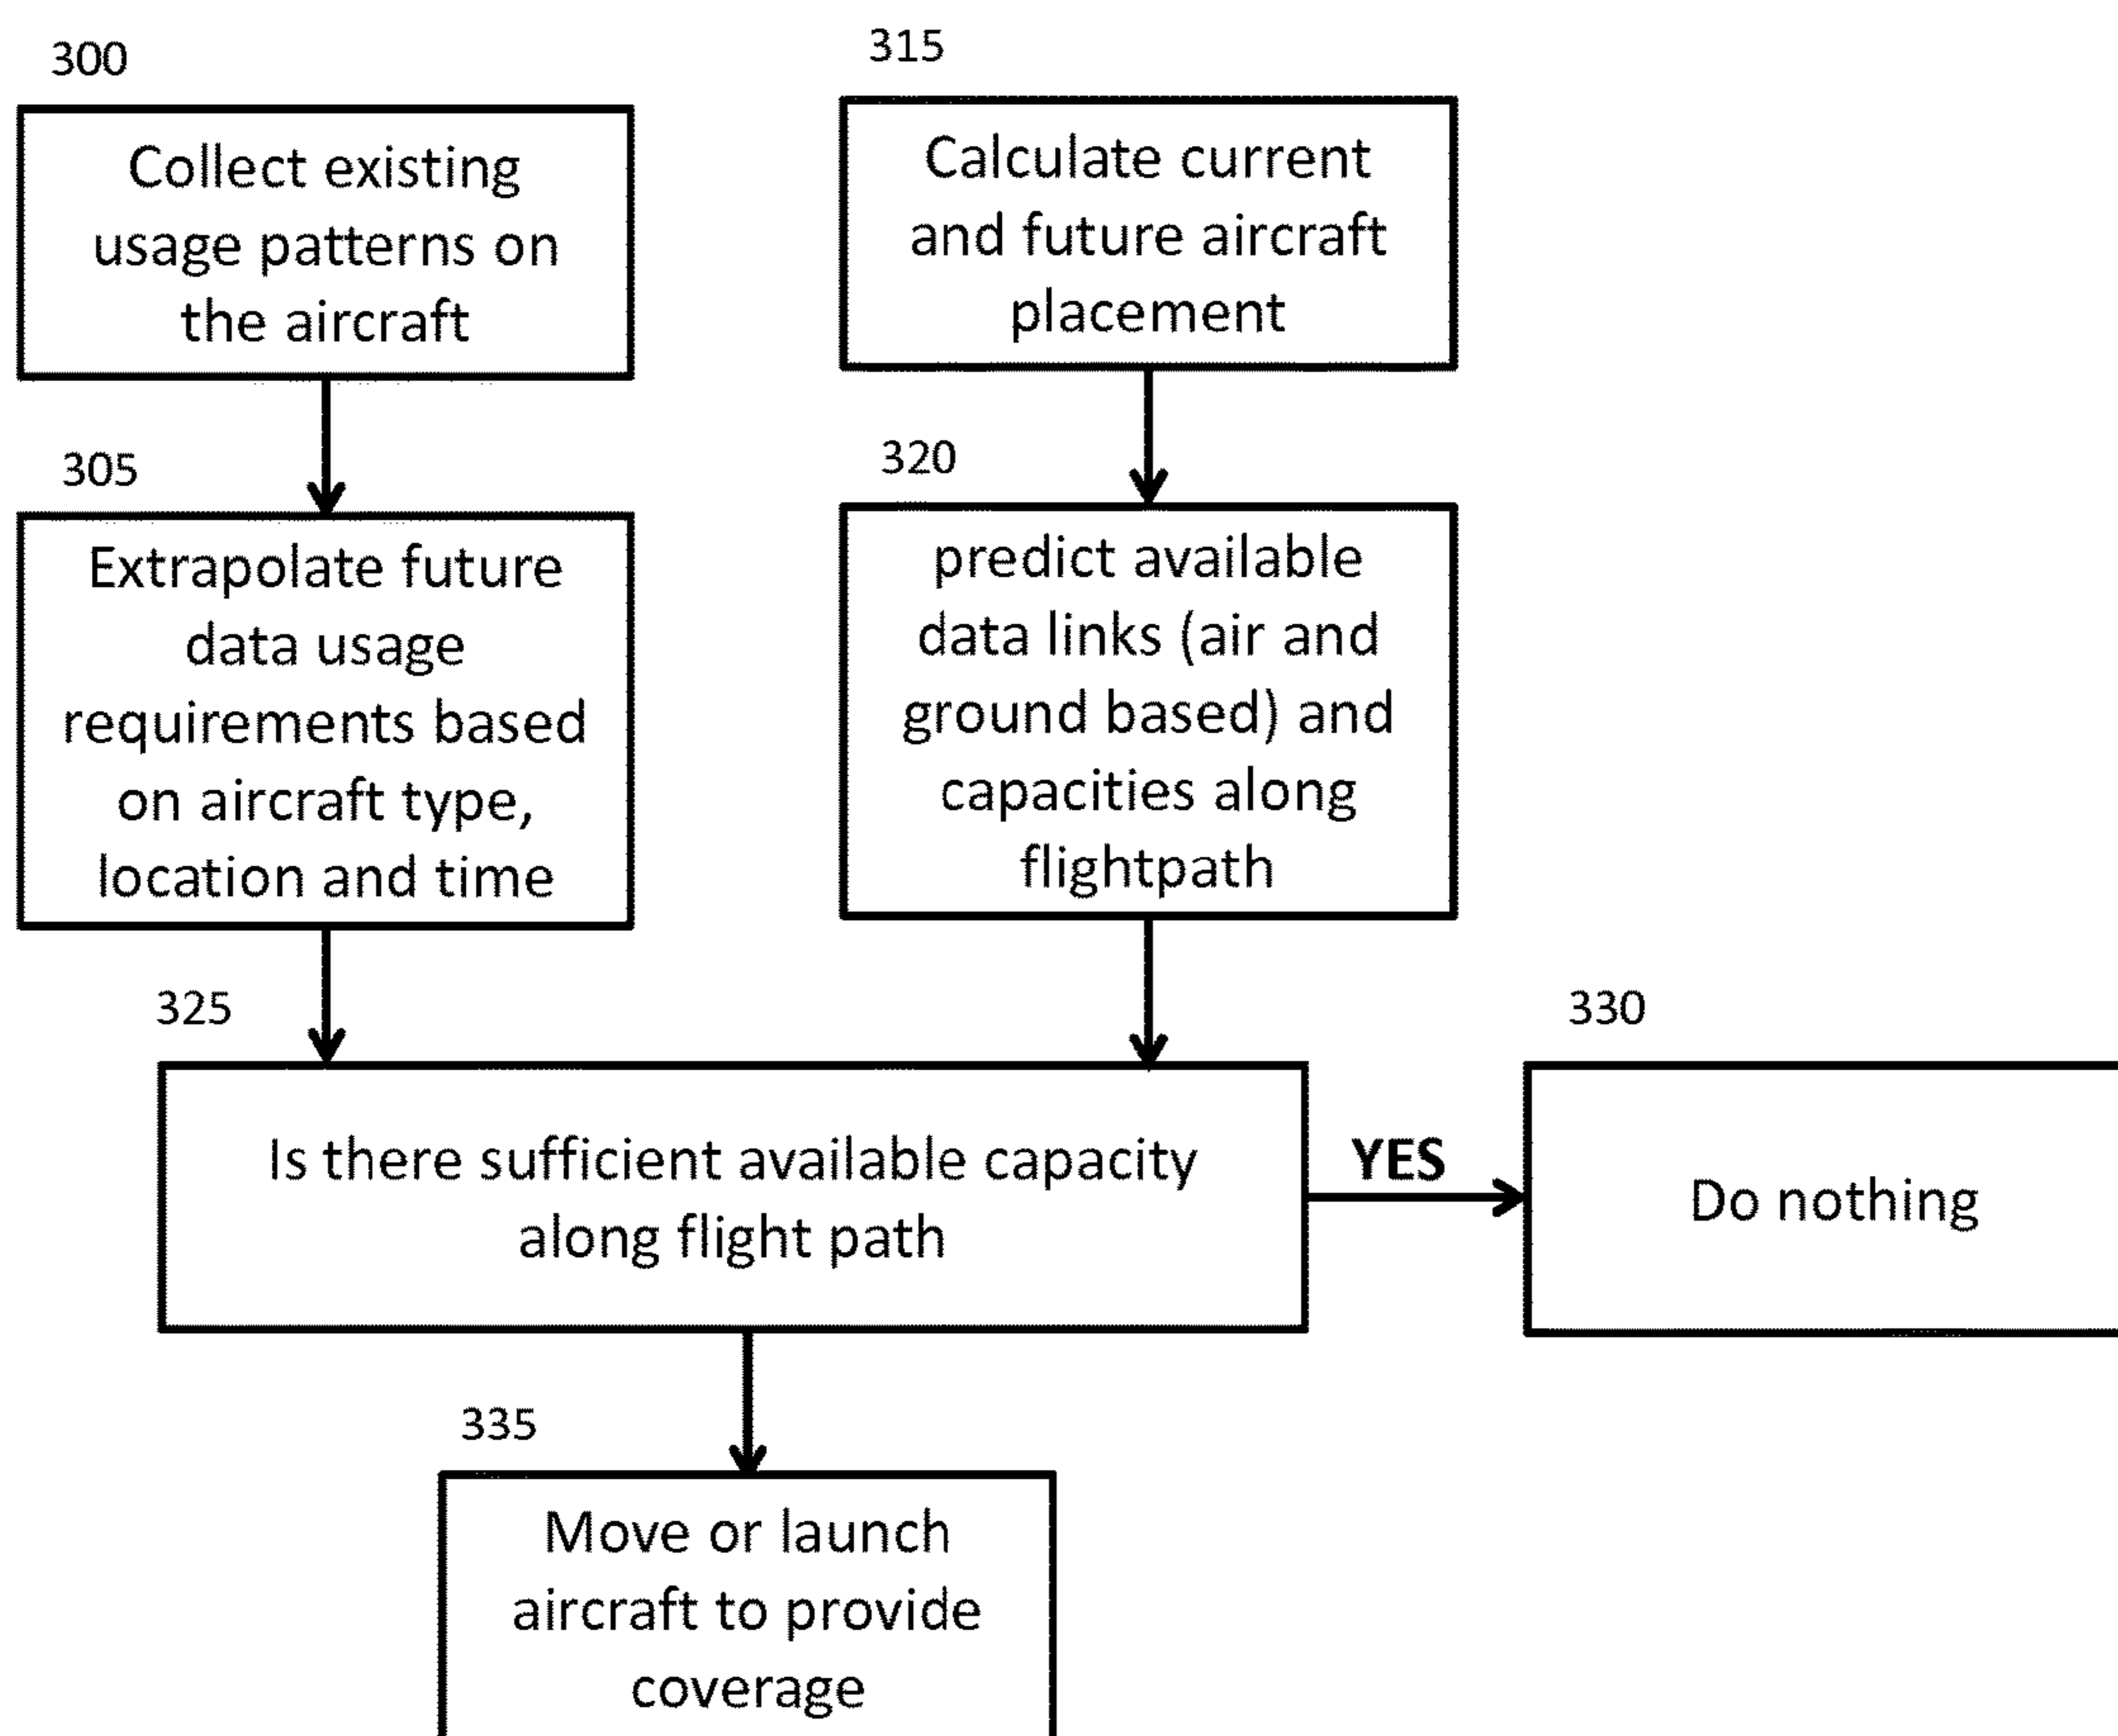 300
Collect existing
usage patterns on
the aircraft
315
Calculate current
and future aircraft
placement
305
Extrapolate future
data usage
requirements based
on aircraft type,
location and time
320
predict available
data links (air and
ground based) and
capacities along
flightpath
325
Is there sufficient available capacity
along flight path
YES
330
Do nothing
335
Move or launch
aircraft to provide
coverage